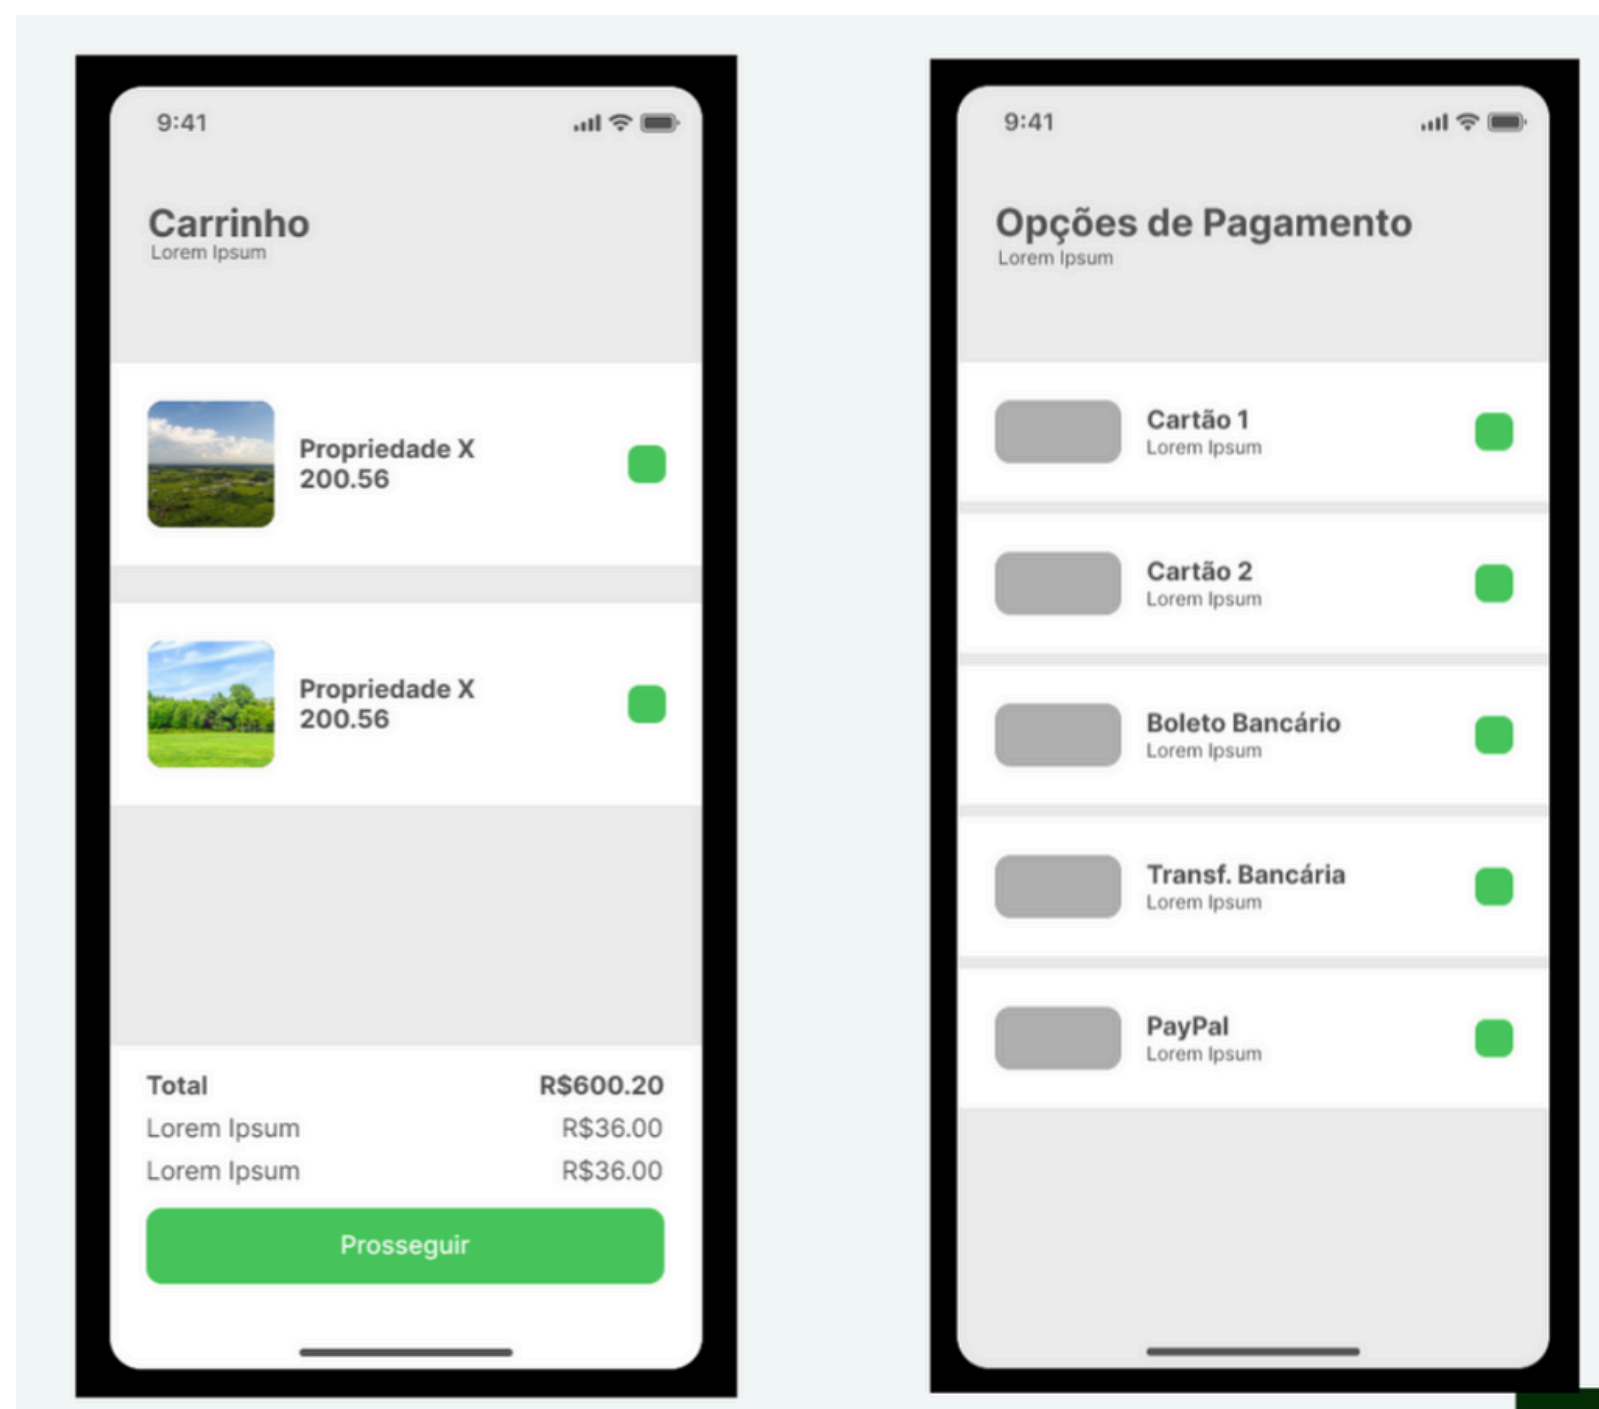 9:41
Carrinho
Lorem Ipsum
Propriedade X
200.56
Propriedade X
200.56
Total R$600.20
Lorem Ipsum R$36.00
Lorem Ipsum R$36.00
Prosseguir
9:41
Opções de Pagamento
Lorem Ipsum
Cartão 1
Lorem Ipsum
Cartão 2
Lorem Ipsum
Boleto Bancário
Lorem Ipsum
Transf. Bancária
Lorem Ipsum
PayPal
Lorem Ipsum